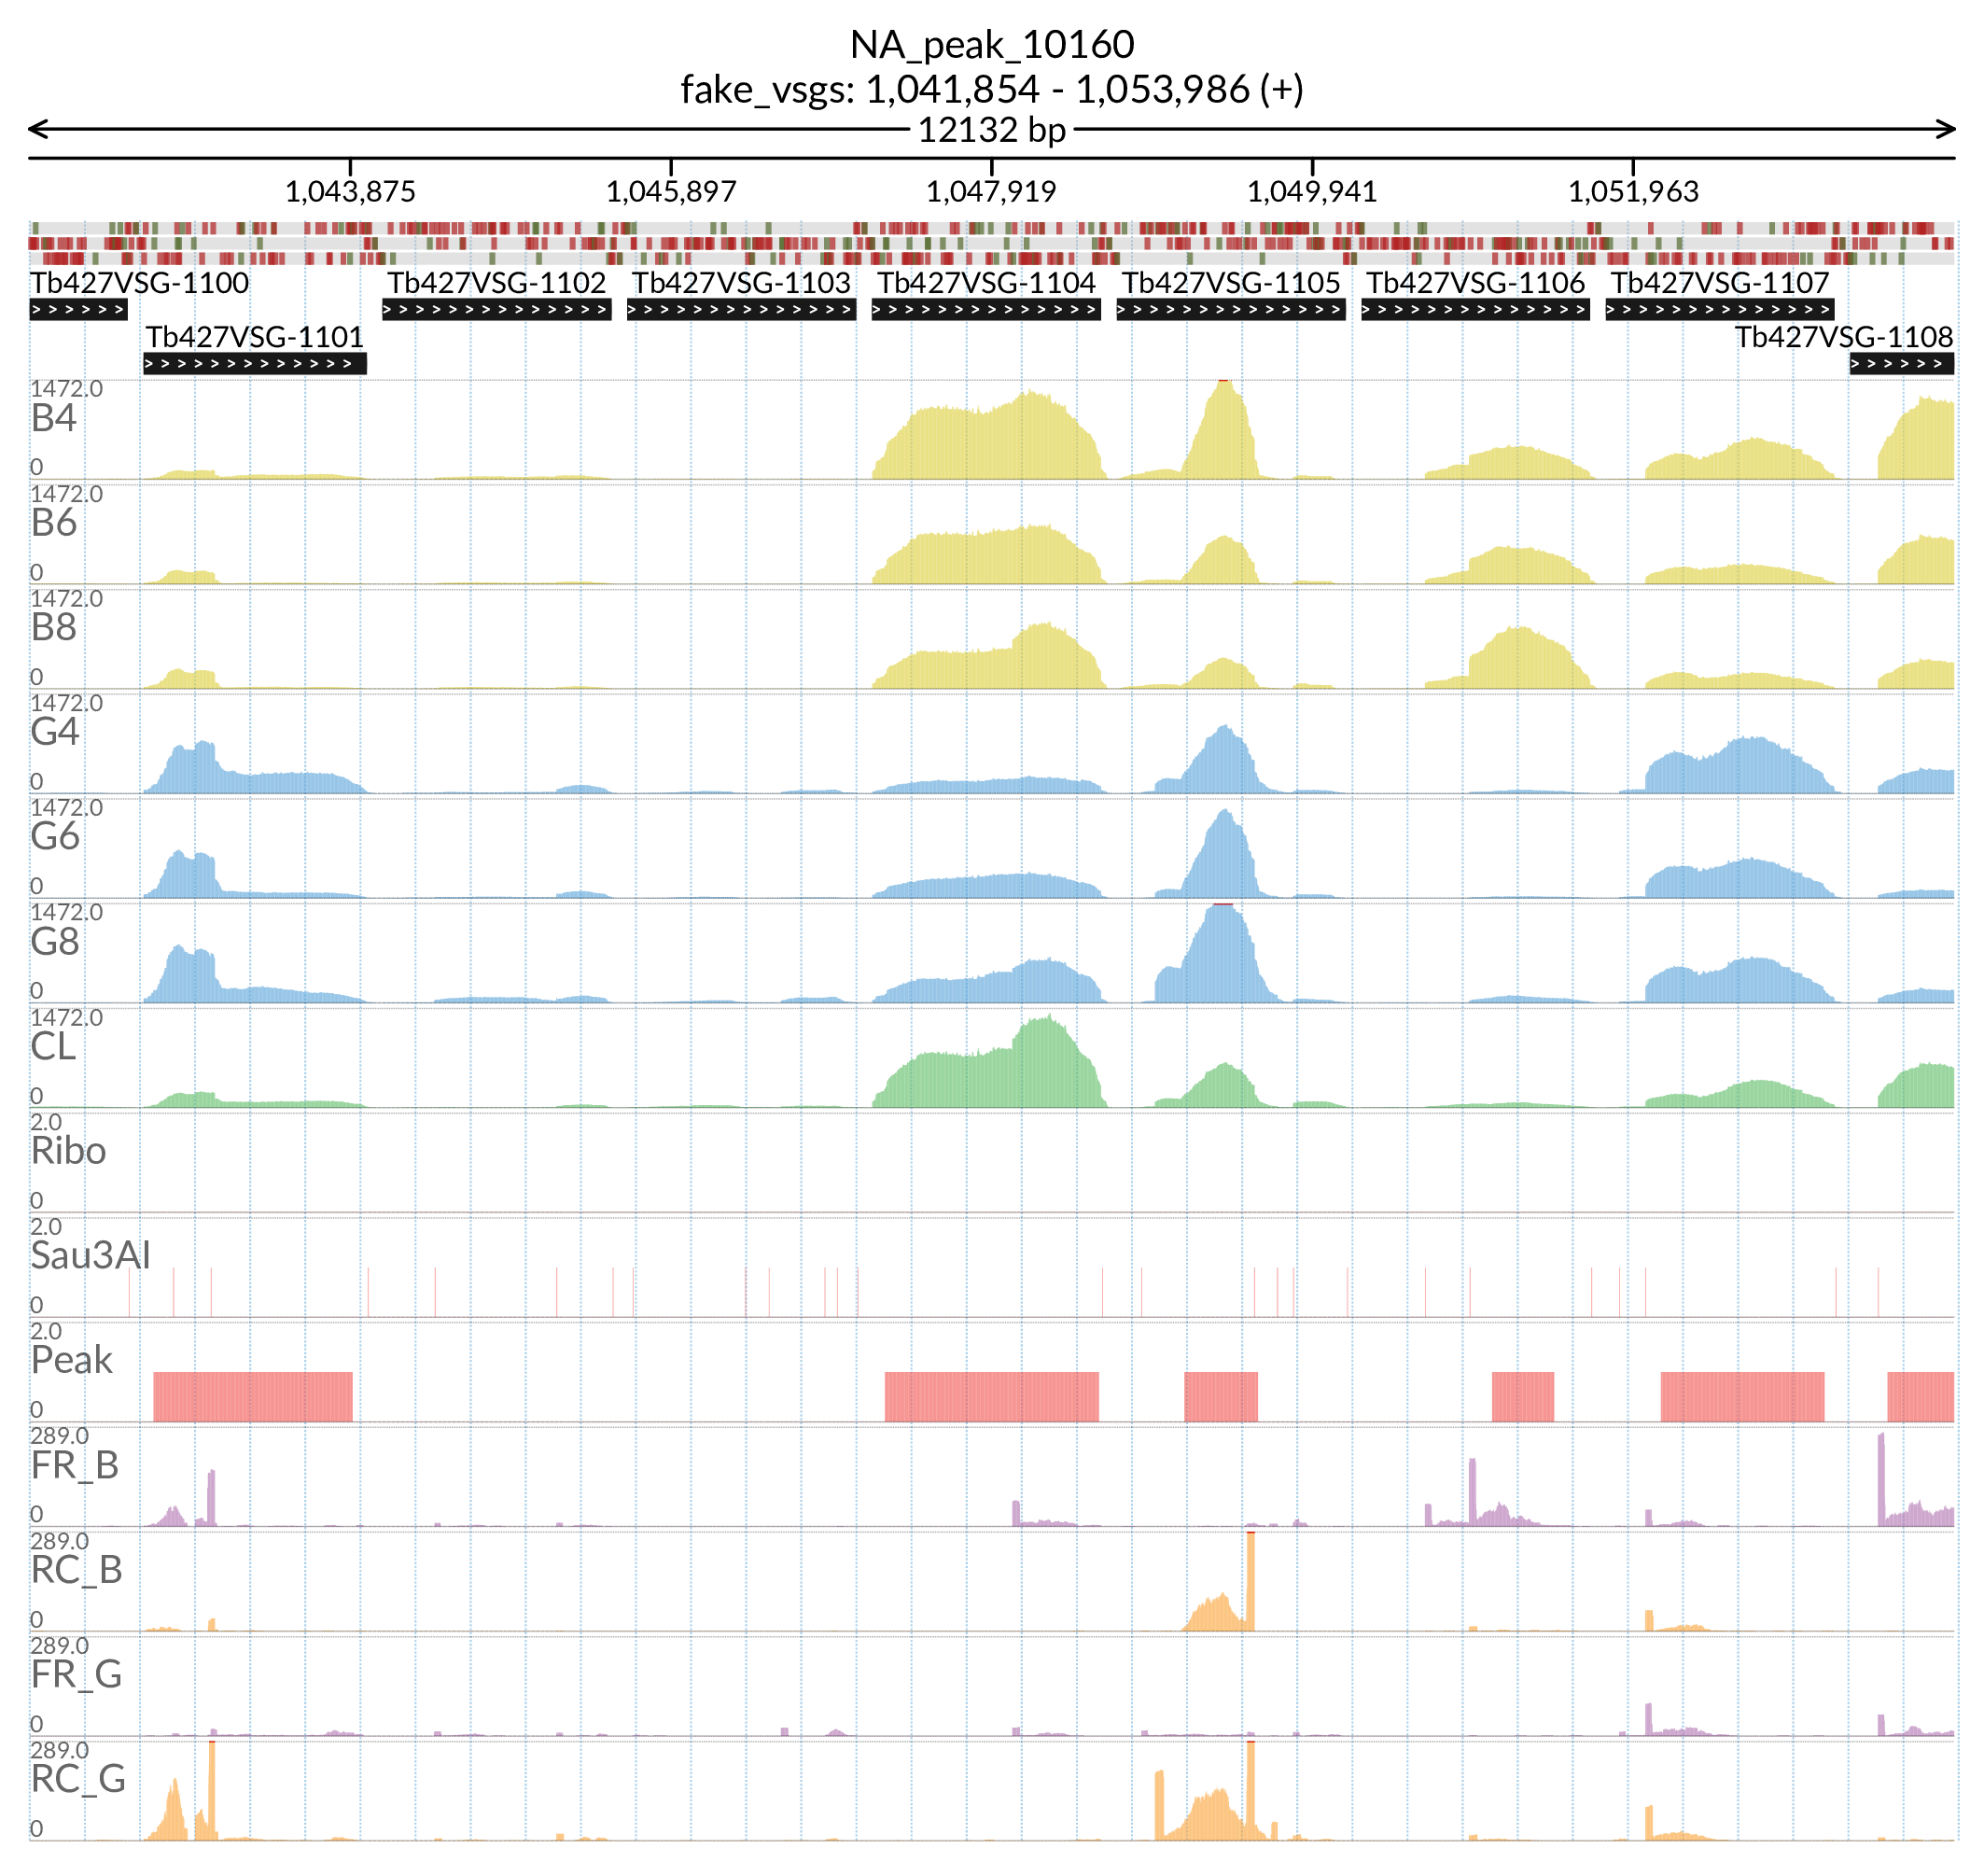 NA_peak_10160
fake_vsgs: 1,041,854 - 1,053,986 (+)
12132 bp
1,043,875 1,045,897 1,047,919 1,049,941 1,051,963
Tb427VSG-1100 Tb427VSG-1102 Tb427VSG-1103 Tb427VSG-1104 Tb427VSG-1105 Tb427VSG-1106 Tb427VSG-1107
Tb427VSG-1101 Tb427VSG-1108
1472.0
B4
0
1472.0
B6
0
1472.0
B8
0
1472.0
G4
0
1472.0
G6
0
1472.0
G8
0
1472.0
CL
0
2.0
Ribo
0
2.0
Sau3AI
0
2.0
Peak
0
289.0
FR_B
0
289.0
RC_B
0
289.0
FR_G
0
289.0
RC_G
0